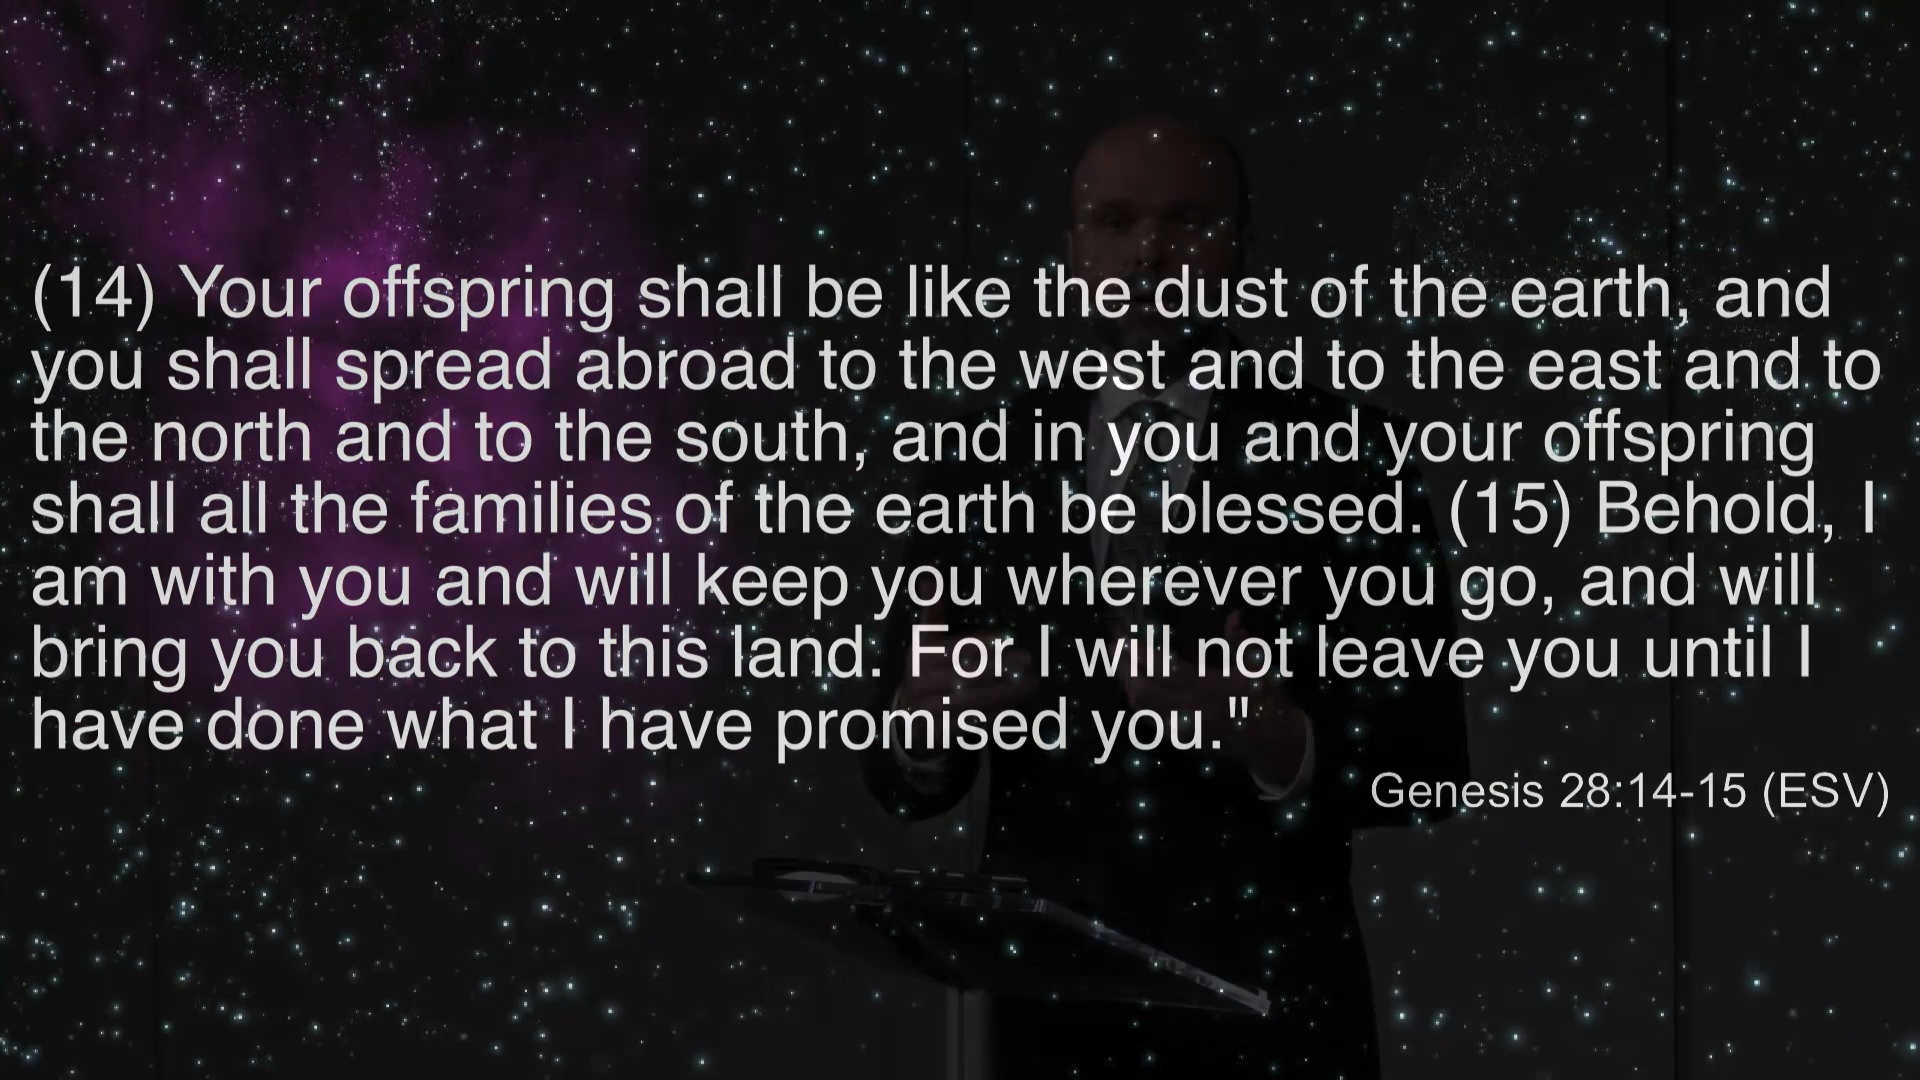 (14) Your offspring shall be like the dust of the earth, and
you shall spread abroad to the west and to the east and to
the north and to the south, and in you and your offspring
shall all the families of the earth be blessed. (15) Behold, I
am with you and will keep you wherever you go, and will
bring you back to this land. For I will not leave you until I
have done what I have promised you."
Genesis 28:14-15 (ESV)